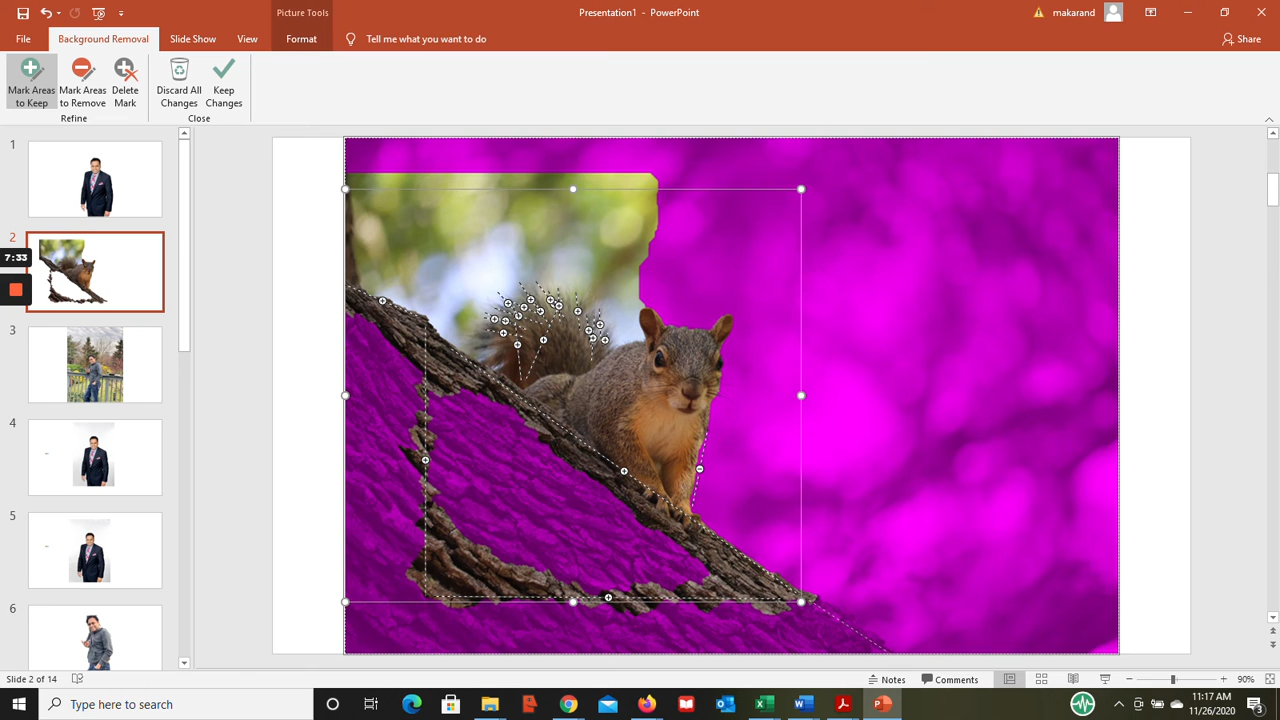 Picture Tools
Presentation1 - PowerPoint
makarand
File
Background Removal
Slide Show
View
Format
Tell me what you want to do
Share
Mark Areas to Keep
Mark Areas to Remove
Delete Mark
Discard All Changes
Keep Changes
Refine
Close
1
2
7:33
3
4
5
6
Slide 2 of 14
Notes
Comments
90%
Type here to search
11:17 AM
11/26/2020
3